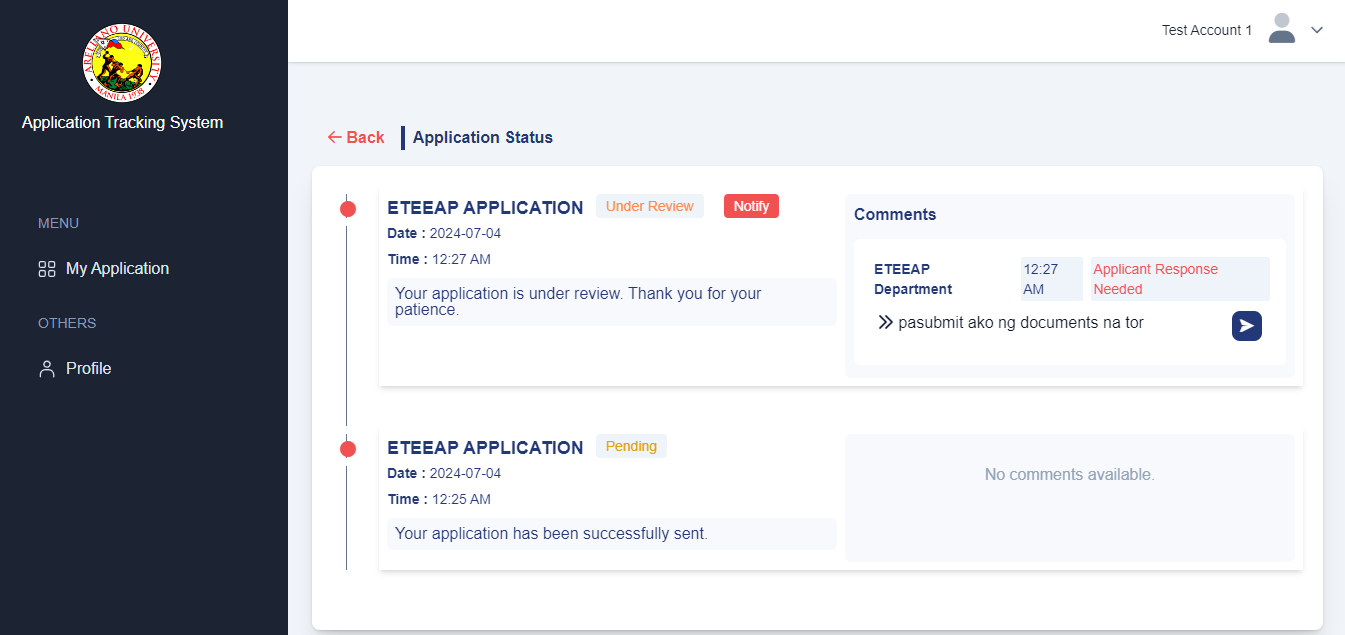 ARELLANO UNIVERSITY
MANILA 1938
Application Tracking System
MENU
My Application
OTHERS
Profile
Test Account 1
Back
Application Status
ETEEAP APPLICATION Under Review Notify
Date : 2024-07-04
Time : 12:27 AM
Your application is under review. Thank you for your
patience.
Comments
ETEEAP
Department
12:27
AM
Applicant Response
Needed
pasubmit ako ng documents na tor
ETEEAP APPLICATION Pending
Date : 2024-07-04
Time : 12:25 AM
Your application has been successfully sent.
No comments available.